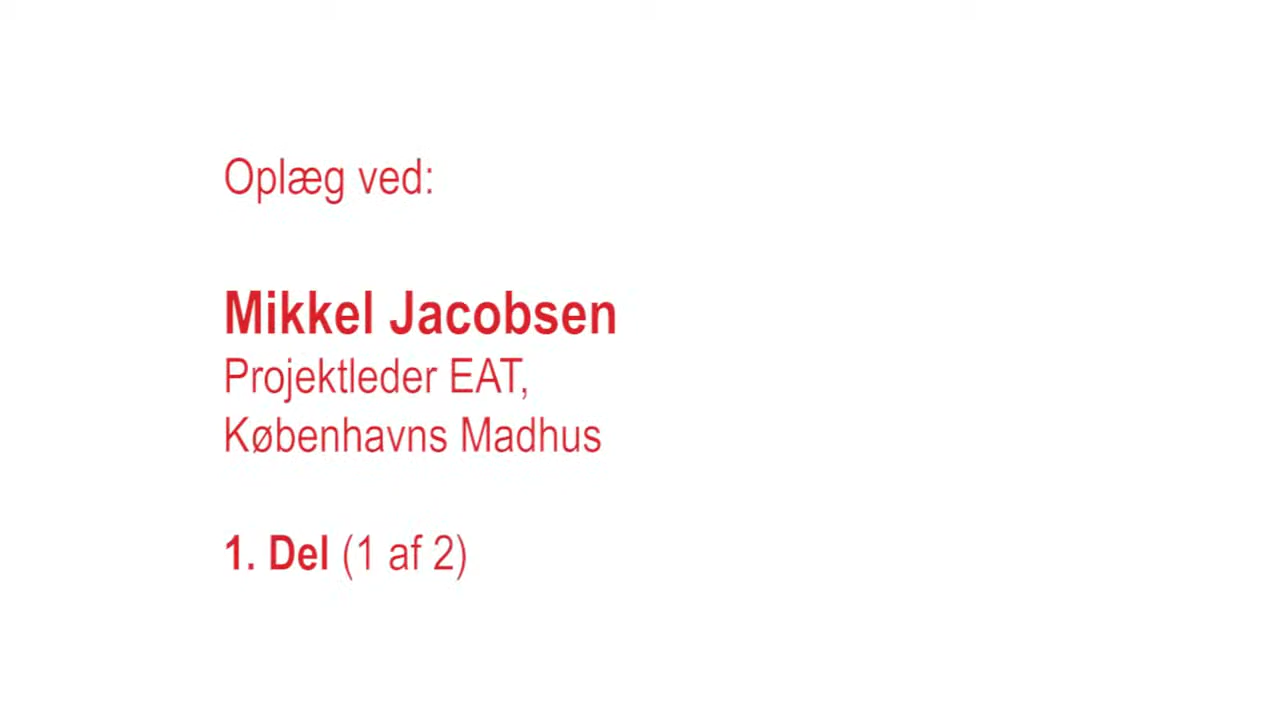 Oplæg ved:
Mikkel Jacobsen
Projektleder EAT,
Københavns Madhus
1. Del (1 af 2)